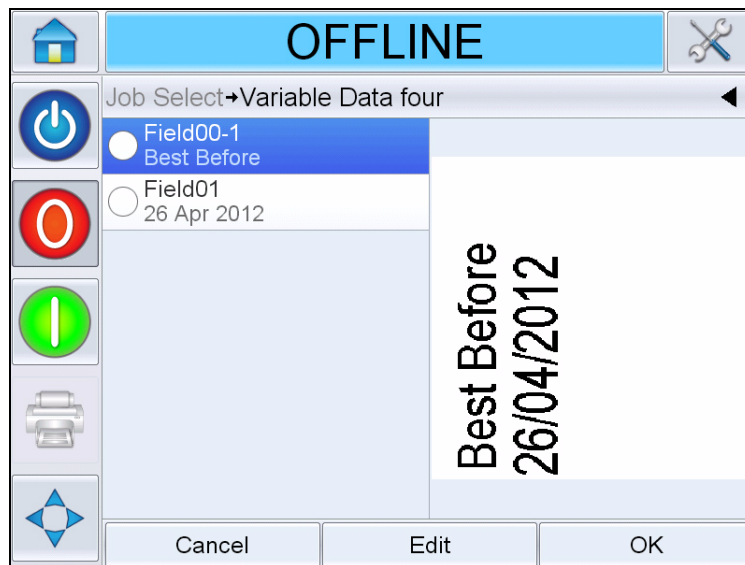 OFFLINE
Job Select→Variable Data four
Field00-1
Best Before
Field01
26 Apr 2012
Best Before
26/04/2012
Cancel
Edit
OK